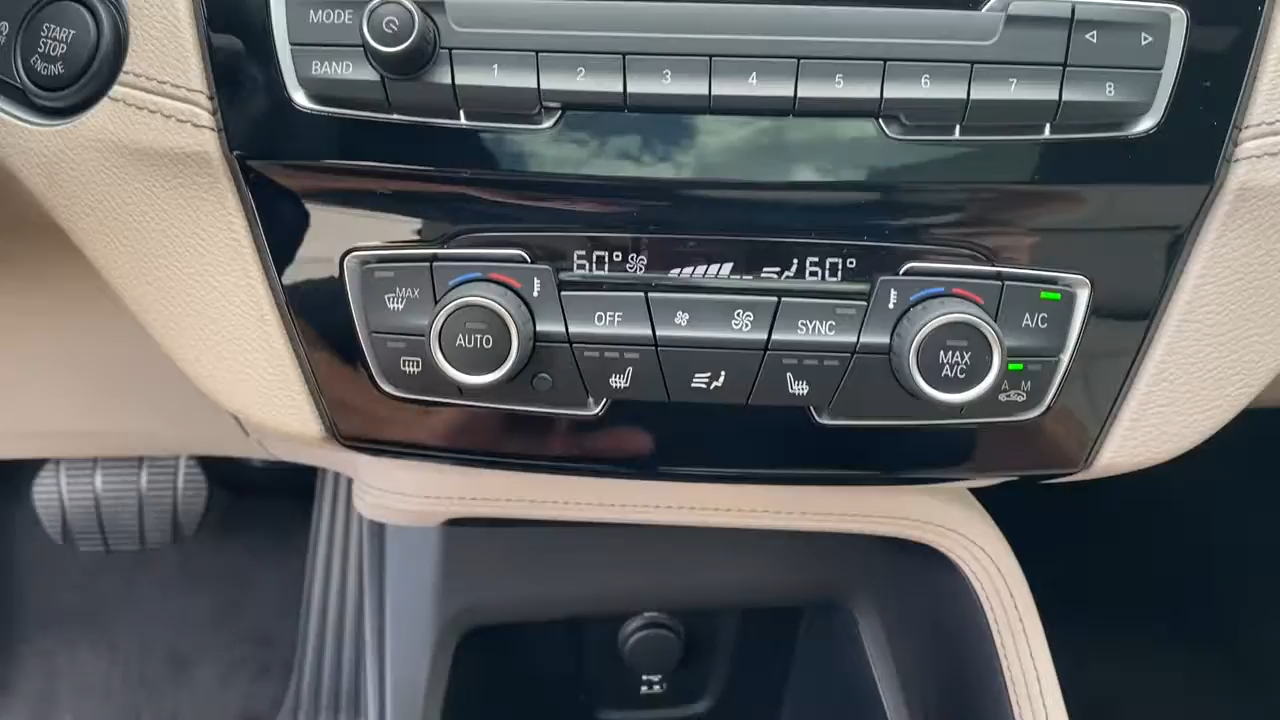 START
STOP
ENGINE
MODE
BAND
1
2
3
4
5
6
7
8
60°
60°
MAX
AUTO
OFF
SYNC
MAX
A/C
A/C
A M